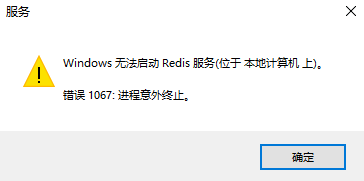 服务
Windows 无法启动 Redis 服务(位于 本地计算机 上)。
错误 1067: 进程意外终止。
确定